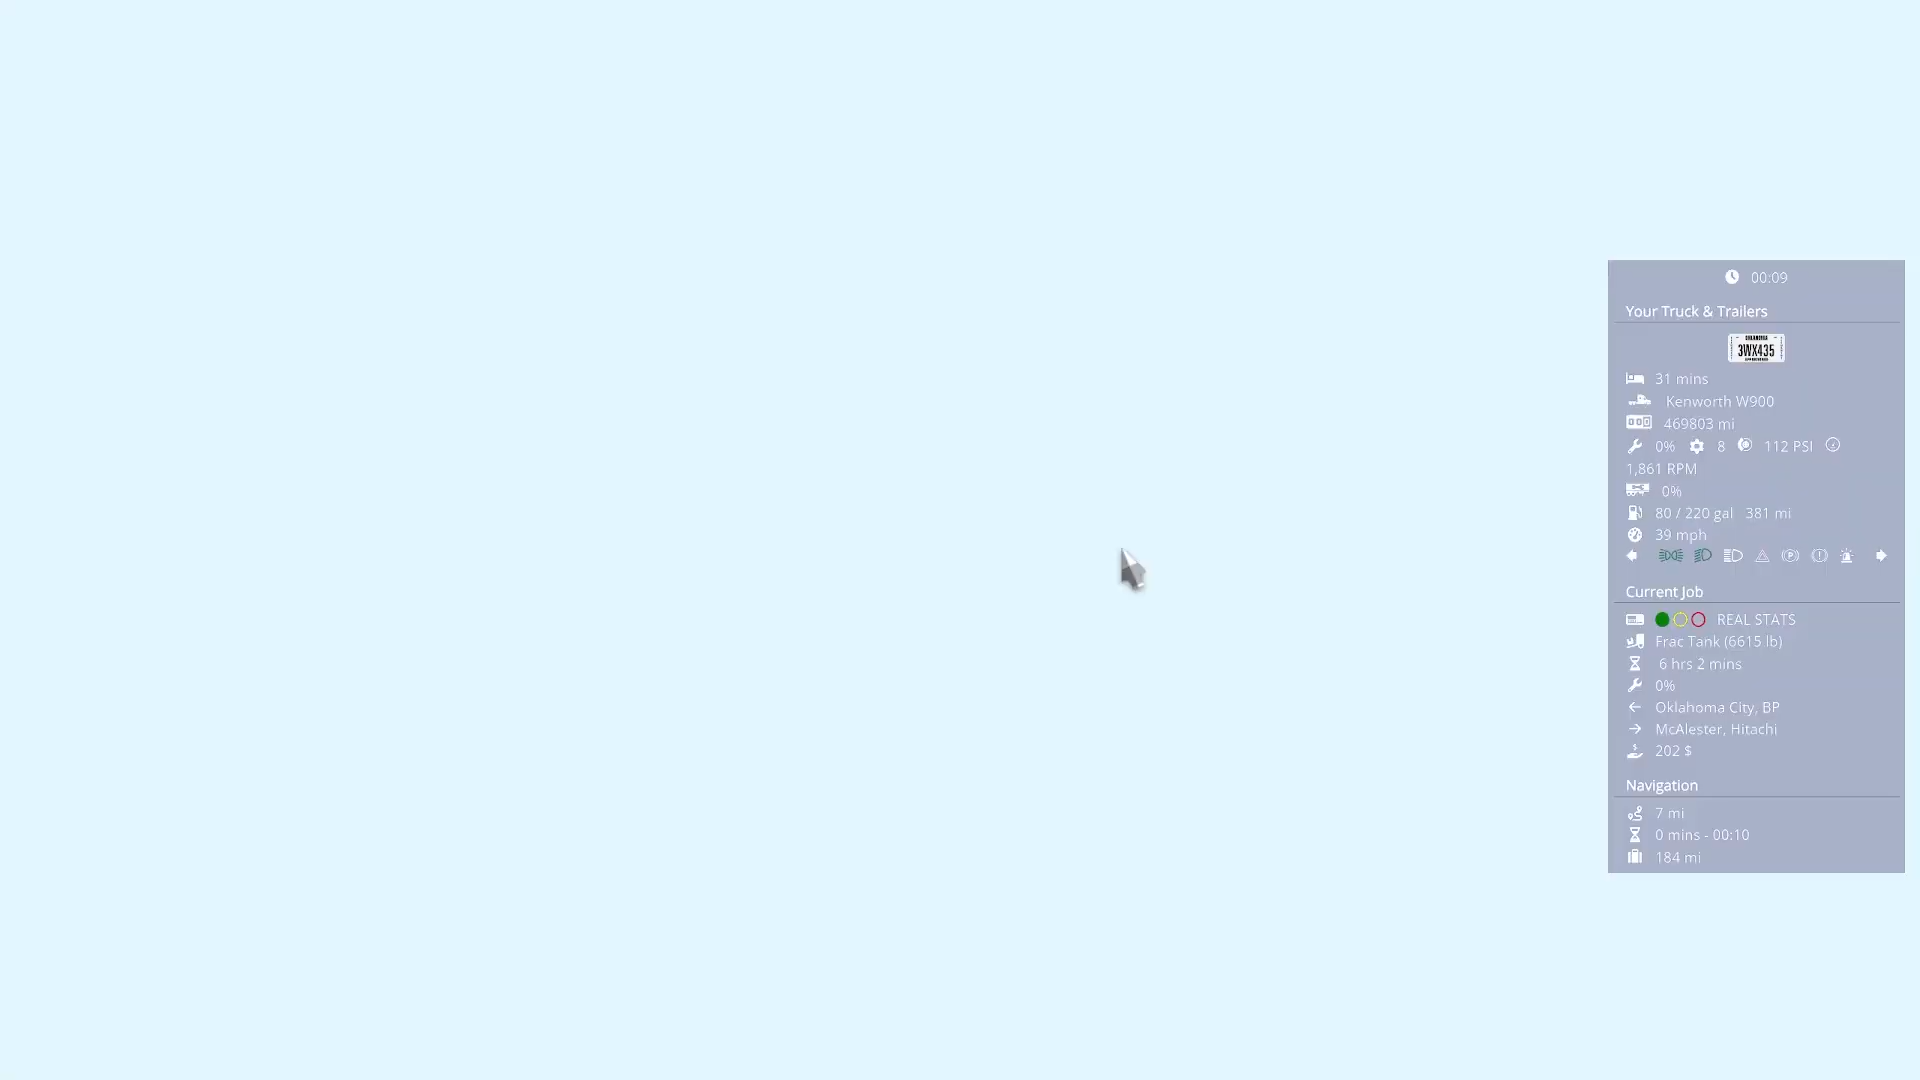 00:09
Your Truck & Trailers
OKLAHOMA
3WX435
31 mins
Kenworth W900
469803 mi
0% 8 112 PSI
1,861 RPM
0%
80 / 220 gal 381 mi
39 mph
Current Job
REAL STATS
Frac Tank (6615 lb)
6 hrs 2 mins
0%
Oklahoma City, BP
McAlester, Hitachi
202 $
Navigation
7 mi
0 mins - 00:10
184 mi